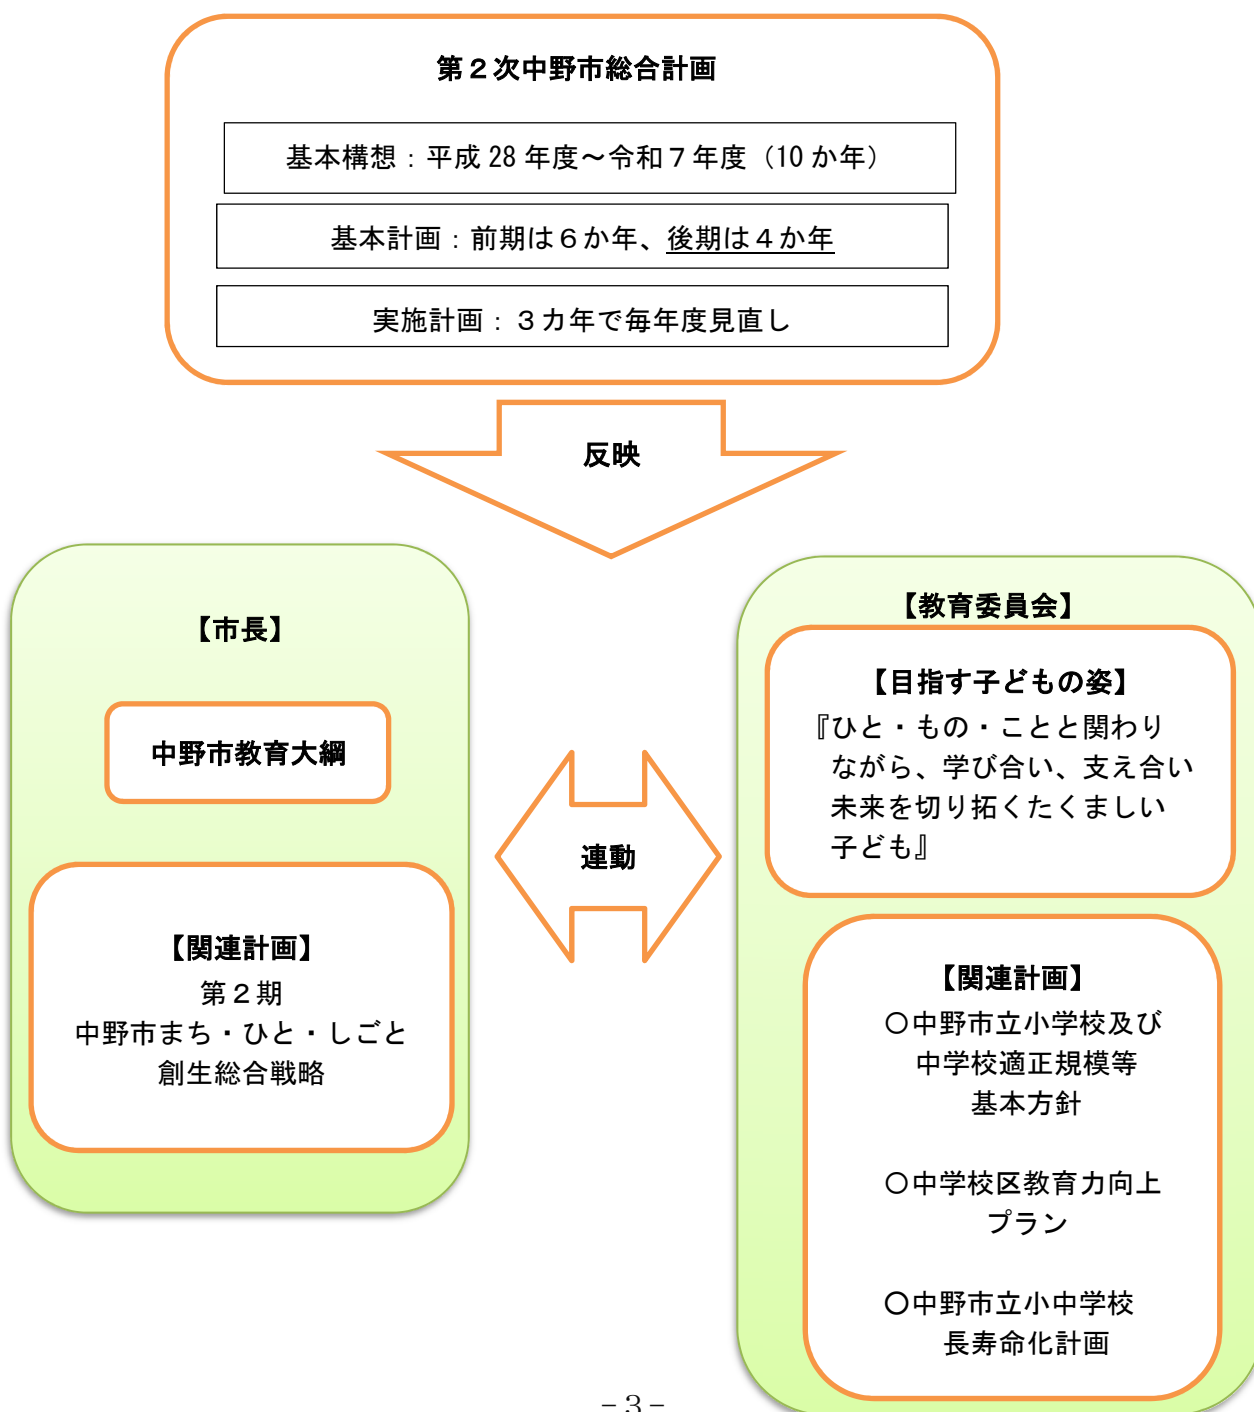 第２次中野市総合計画
基本構想：平成 28 年度～令和７年度（10 か年）
基本計画：前期は６か年、後期は４か年
実施計画：３カ年で毎年度見直し
反映
【市長】
中野市教育大綱
【関連計画】
第２期
中野市まち・ひと・しごと
創生総合戦略
連動
【教育委員会】
【目指す子どもの姿】
『ひと・もの・ことと関わり
ながら、学び合い、支え合い
未来を切り拓くたくましい
子ども』
【関連計画】
○中野市立小学校及び
中学校適正規模等
基本方針
○中学校区教育力向上
プラン
○中野市立小中学校
長寿命化計画
－３－